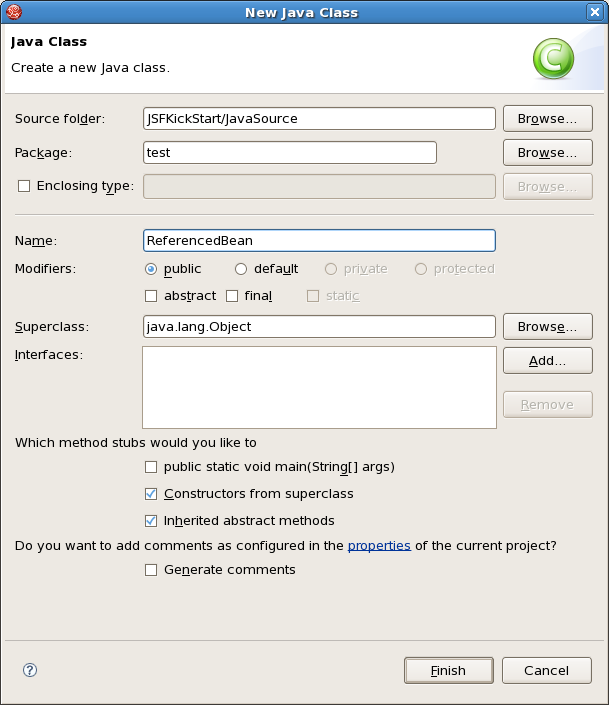 New Java Class
Java Class
Create a new Java class.
C
Source folder: JSFKickStart/JavaSource Browse...
Package: test Browse...
Enclosing type: Browse...
Name: ReferencedBean
Modifiers: public default private protected
abstract final static
Superclass: java.lang.Object Browse...
Interfaces: Add...
Remove
Which method stubs would you like to
public static void main(String[] args)
Constructors from superclass
Inherited abstract methods
Do you want to add comments as configured in the properties of the current project?
Generate comments
? Finish Cancel